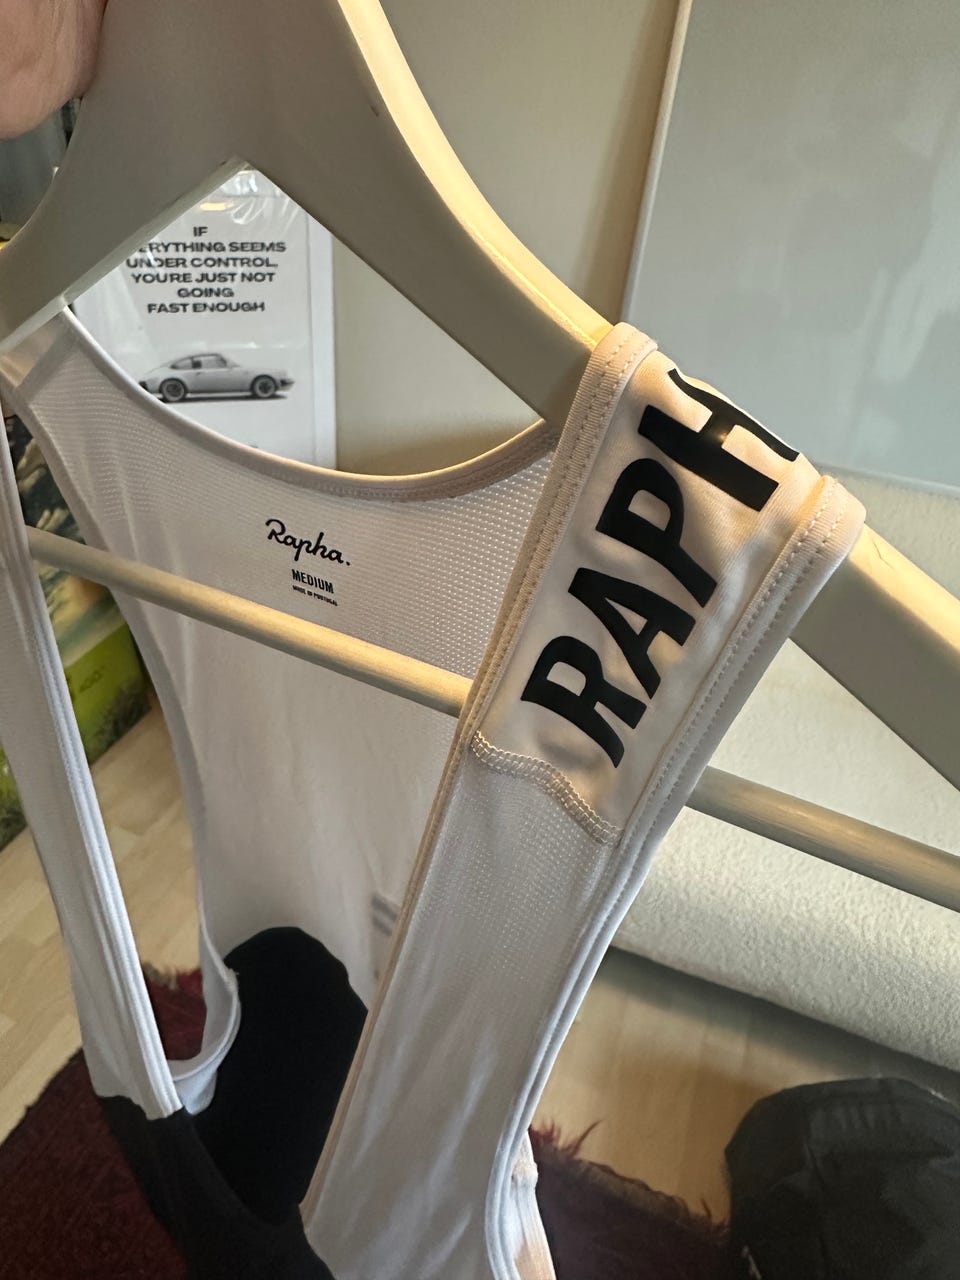 IF
ERYTHING SEEMS
UNDER CONTROL,
YOU'RE JUST NOT
GOING
FAST ENOUGH
Rapha.
MEDIUM
MADE IN PORTUGAL
RAPH